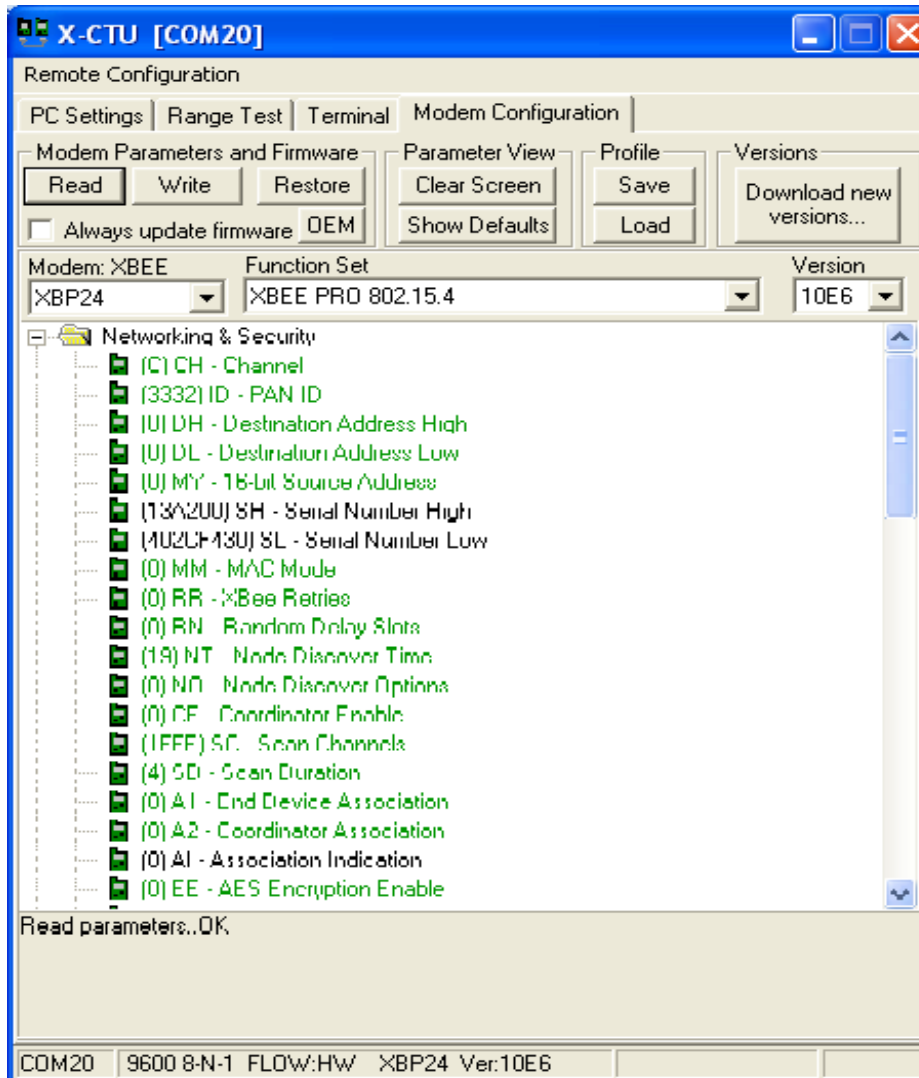 X-CTU [COM20]
Remote Configuration
PC Settings Range Test Terminal Modem Configuration
Modem Parameters and Firmware Parameter View Profile Versions
Read Write Restore Clear Screen Save Download new versions...
Always update firmware OEM Show Defaults Load
Modem: XBEE Function Set Version
XBP24 XBEE PRO 802.15.4 10E6
Networking & Security
(C) CH - Channel
(3332) ID - PAN ID
(0) DH - Destination Address High
(0) DL - Destination Address Low
(0) MY - 16-bit Source Address
(13A200) SH - Serial Number High
(402CF430) SL - Serial Number Low
(0) MM - MAC Mode
(0) RR - XBee Retries
(0) RN - Random Delay Slots
(19) NT - Node Discover Time
(0) NO - Node Discover Options
(0) CE - Coordinator Enable
(1FFE) SC - Scan Channels
(4) SD - Scan Duration
(0) A1 - End Device Association
(0) A2 - Coordinator Association
(0) AI - Association Indication
(0) EE - AES Encryption Enable
Read parameters..OK
COM20 9600 8-N-1 FLOW:HW XBP24 Ver:10E6